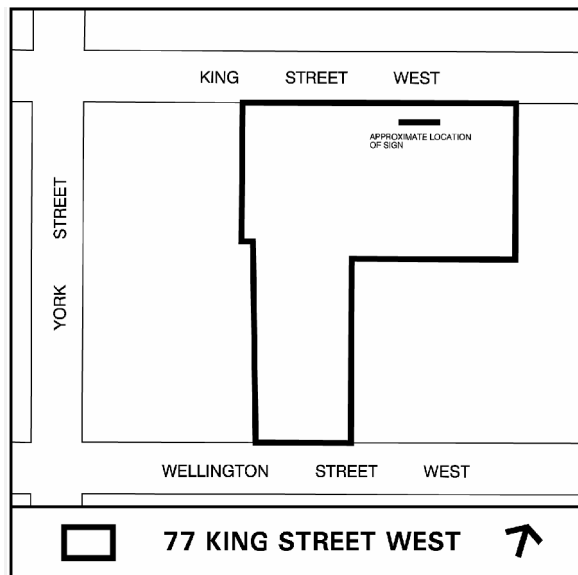 KING STREET WEST
APPROXIMATE LOCATION
OF SIGN
YORK STREET
WELLINGTON STREET WEST
77 KING STREET WEST